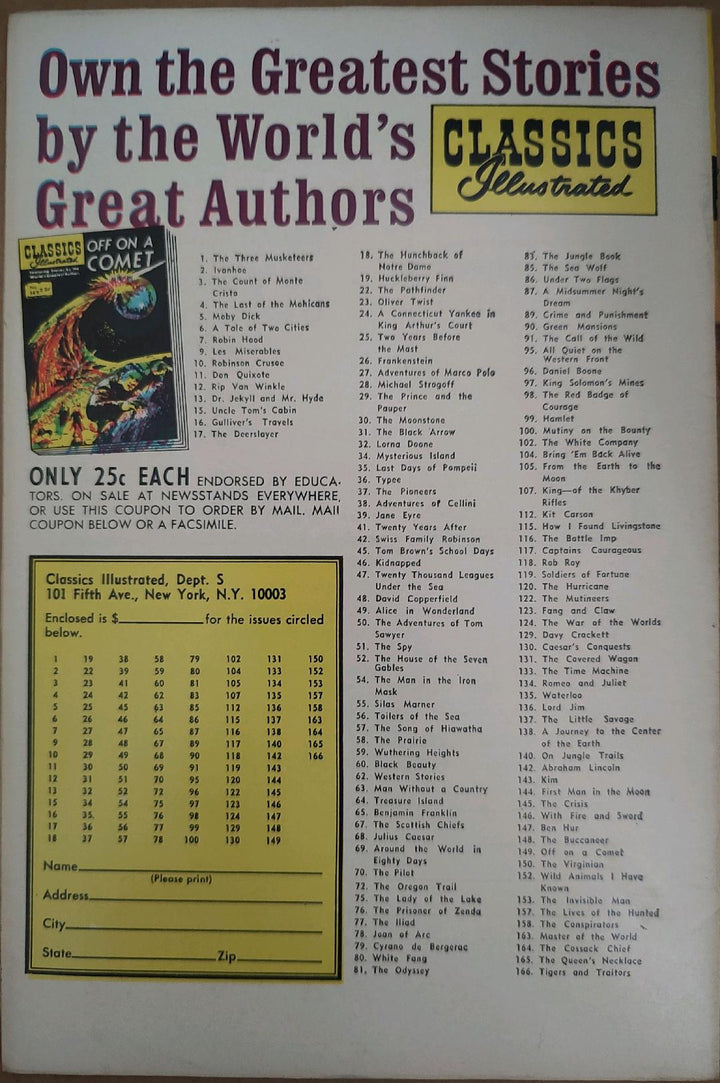 Own the Greatest Stories
by the World's
Great Authors
CLASSICS
Illustrated
CLASSICS
Illustrated
OFF ON A
COMET
1. The Three Musketeers
2. Ivanhoe
3. The Count of Monte
Cristo
4. The Last of the Mohicans
5. Moby Dick
6. A Tale of Two Cities
7. Robin Hood
9. Les Miserables
10. Robinson Crusoe
11. Don Quixote
12. Rip Van Winkle
13. Dr. Jekyll and Mr. Hyde
15. Uncle Tom's Cabin
16. Gulliver's Travels
17. The Deerslayer
ONLY 25c EACH ENDORSED BY EDUCA-
TORS. ON SALE AT NEWSSTANDS EVERYWHERE,
OR USE THIS COUPON TO ORDER BY MAIL. MAIL
COUPON BELOW OR A FACSIMILE.
Classics Illustrated, Dept. S
101 Fifth Ave., New York, N.Y. 10003
Enclosed is $ for the issues circled
below.
1 19 38 58 79 102 131 150
2 22 39 59 80 104 133 152
3 23 41 60 81 105 134 153
4 24 42 62 83 107 135 157
5 25 45 63 85 112 136 158
6 26 46 64 86 115 137 163
7 27 47 65 87 116 138 164
9 28 48 67 89 117 140 165
10 29 49 68 90 118 142 166
11 30 50 69 91 119 143
12 31 51 70 95 120 144
13 32 52 72 96 122 145
15 34 54 75 97 123 146
16 35 55 76 98 124 147
17 36 56 77 99 129 148
18 37 57 78 100 130 149
Name
(Please print)
Address
City
State Zip
18. The Hunchback of
Notre Dame
19. Huckleberry Finn
22. The Pathfinder
23. Oliver Twist
24. A Connecticut Yankee in
King Arthur's Court
25. Two Years Before
the Mast
26. Frankenstein
27. Adventures of Marco Polo
28. Michael Strogoff
29. The Prince and the
Pauper
30. The Moonstone
31. The Black Arrow
32. Lorna Doone
34. Mysterious Island
35. Last Days of Pompeii
36. Typee
37. The Pioneers
38. Adventures of Cellini
39. Jane Eyre
41. Twenty Years After
42. Swiss Family Robinson
45. Tom Brown's School Days
46. Kidnapped
47. Twenty Thousand Leagues
Under the Sea
48. David Copperfield
49. Alice in Wonderland
50. The Adventures of Tom
Sawyer
51. The Spy
52. The House of the Seven
Gables
54. The Man in the Iron
Mask
55. Silas Marner
56. Toilers of the Sea
57. The Song of Hiawatha
58. The Prairie
59. Wuthering Heights
60. Black Beauty
62. Western Stories
63. Man Without a Country
64. Treasure Island
65. Benjamin Franklin
67. The Scottish Chiefs
68. Julius Caesar
69. Around the World in
Eighty Days
70. The Pilot
72. The Oregon Trail
75. The Lady of the Lake
76. The Prisoner of Zenda
77. The Iliad
78. Joan of Arc
79. Cyrano de Bergerac
80. White Fang
81. The Odyssey
83. The Jungle Book
85. The Sea Wolf
86. Under Two Flags
87. A Midsummer Night's
Dream
89. Crime and Punishment
90. Green Mansions
91. The Call of the Wild
95. All Quiet on the
Western Front
96. Daniel Boone
97. King Solomon's Mines
98. The Red Badge of
Courage
99. Hamlet
100. Mutiny on the Bounty
102. The White Company
104. Bring 'Em Back Alive
105. From the Earth to the
Moon
107. King—of the Khyber
Rifles
112. Kit Carson
115. How I Found Livingstone
116. The Bottle Imp
117. Captains Courageous
118. Rob Roy
119. Soldiers of Fortune
120. The Hurricane
122. The Mutineers
123. Fang and Claw
124. The War of the Worlds
129. Davy Crockett
130. Caesar's Conquests
131. The Covered Wagon
133. The Time Machine
134. Romeo and Juliet
135. Waterloo
136. Lord Jim
137. The Little Savage
138. A Journey to the Center
of the Earth
140. On Jungle Trails
142. Abraham Lincoln
143. Kim
144. First Man in the Moon
145. The Crisis
146. With Fire and Sword
147. Ben Hur
148. The Buccaneer
149. Off on a Comet
150. The Virginian
152. Wild Animals I Have
Known
153. The Invisible Man
157. The Lives of the Hunted
158. The Conspirators
163. Master of the World
164. The Cossack Chief
165. The Queen's Necklace
166. Tigers and Traitors